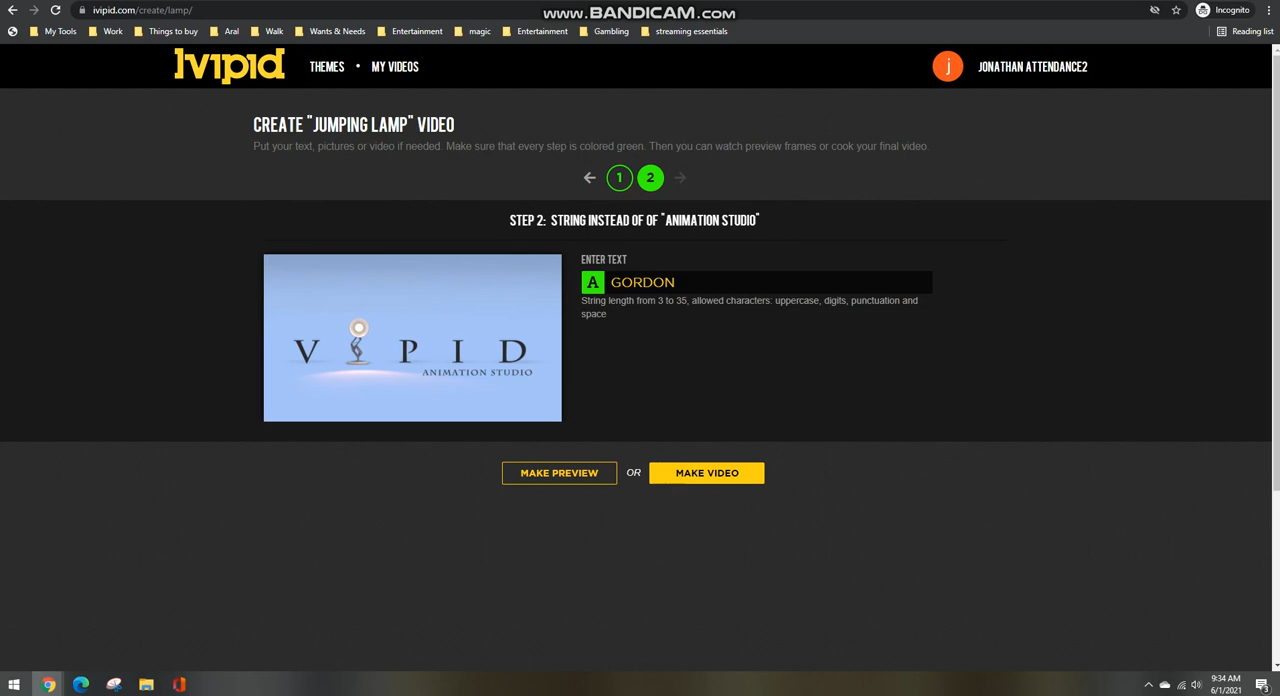 ivipid.com/create/lamp/
www.BANDICAM.com
Incognito
My Tools
Work
Things to buy
Aral
Walk
Wants & Needs
Entertainment
magic
Entertainment
Gambling
streaming essentials
Reading list
ivipid
THEMES • MY VIDEOS
j
JONATHAN ATTENDANCE2
CREATE "JUMPING LAMP" VIDEO
Put your text, pictures or video if needed. Make sure that every step is colored green. Then you can watch preview frames or cook your final video.
1 2
STEP 2: STRING INSTEAD OF OF "ANIMATION STUDIO"
ENTER TEXT
A GORDON
String length from 3 to 35, allowed characters: uppercase, digits, punctuation and
space
V I P I D
ANIMATION STUDIO
MAKE PREVIEW OR MAKE VIDEO
9:34 AM
9/1/2021